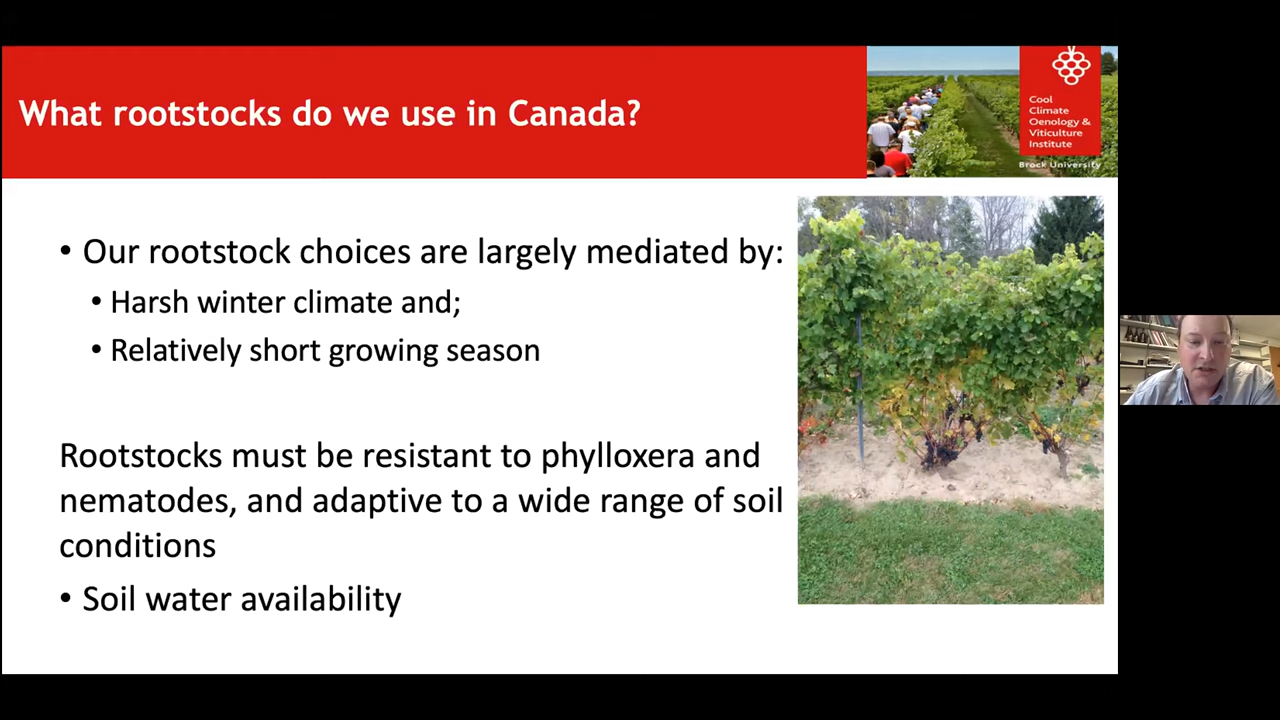 What rootstocks do we use in Canada?
Cool
Climate
Oenology &
Viticulture
Institute
Brock University
• Our rootstock choices are largely mediated by:
• Harsh winter climate and;
• Relatively short growing season
Rootstocks must be resistant to phylloxera and
nematodes, and adaptive to a wide range of soil
conditions
• Soil water availability